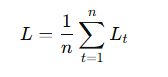 L = \frac{1}{n} \sum_{t=1}^{n} L_t